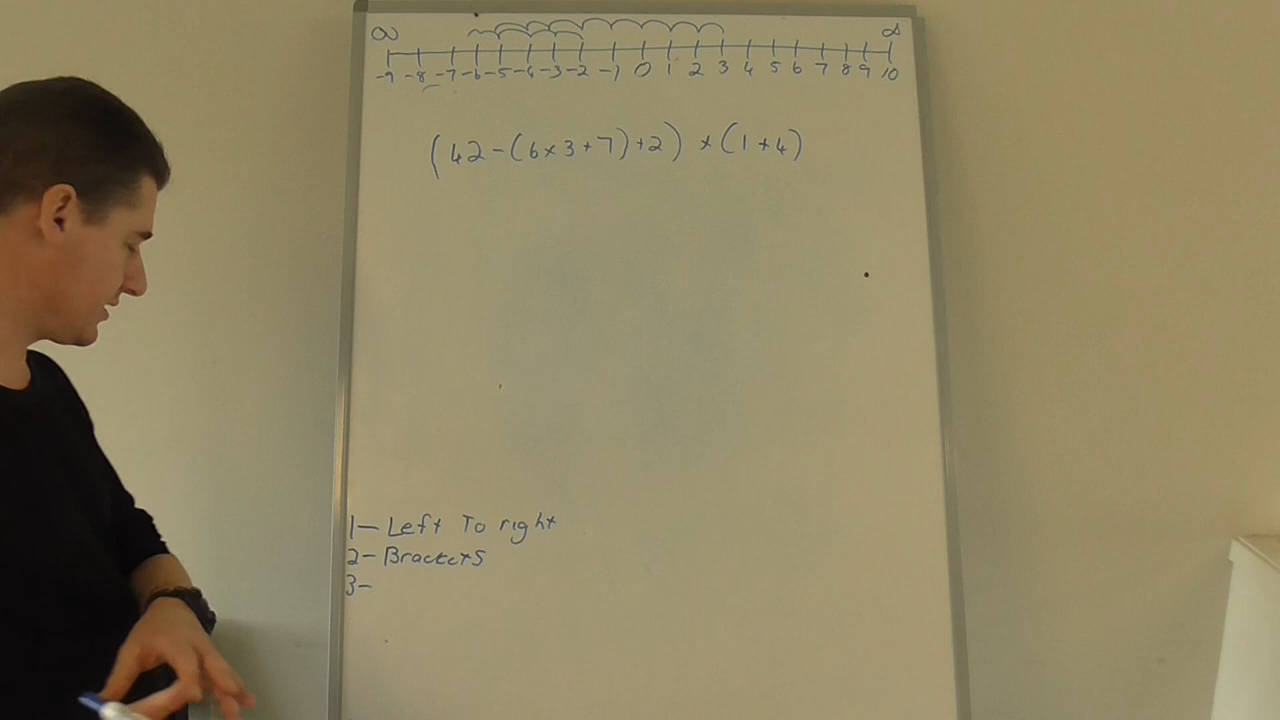 ∞ ∞
-9 -8 -7 -6 -5 -4 -3 -2 -1 0 1 2 3 4 5 6 7 8 9 10
(42-(6×3+7)+2) × (1+4)
1- Left To right
2- Brackets
3-